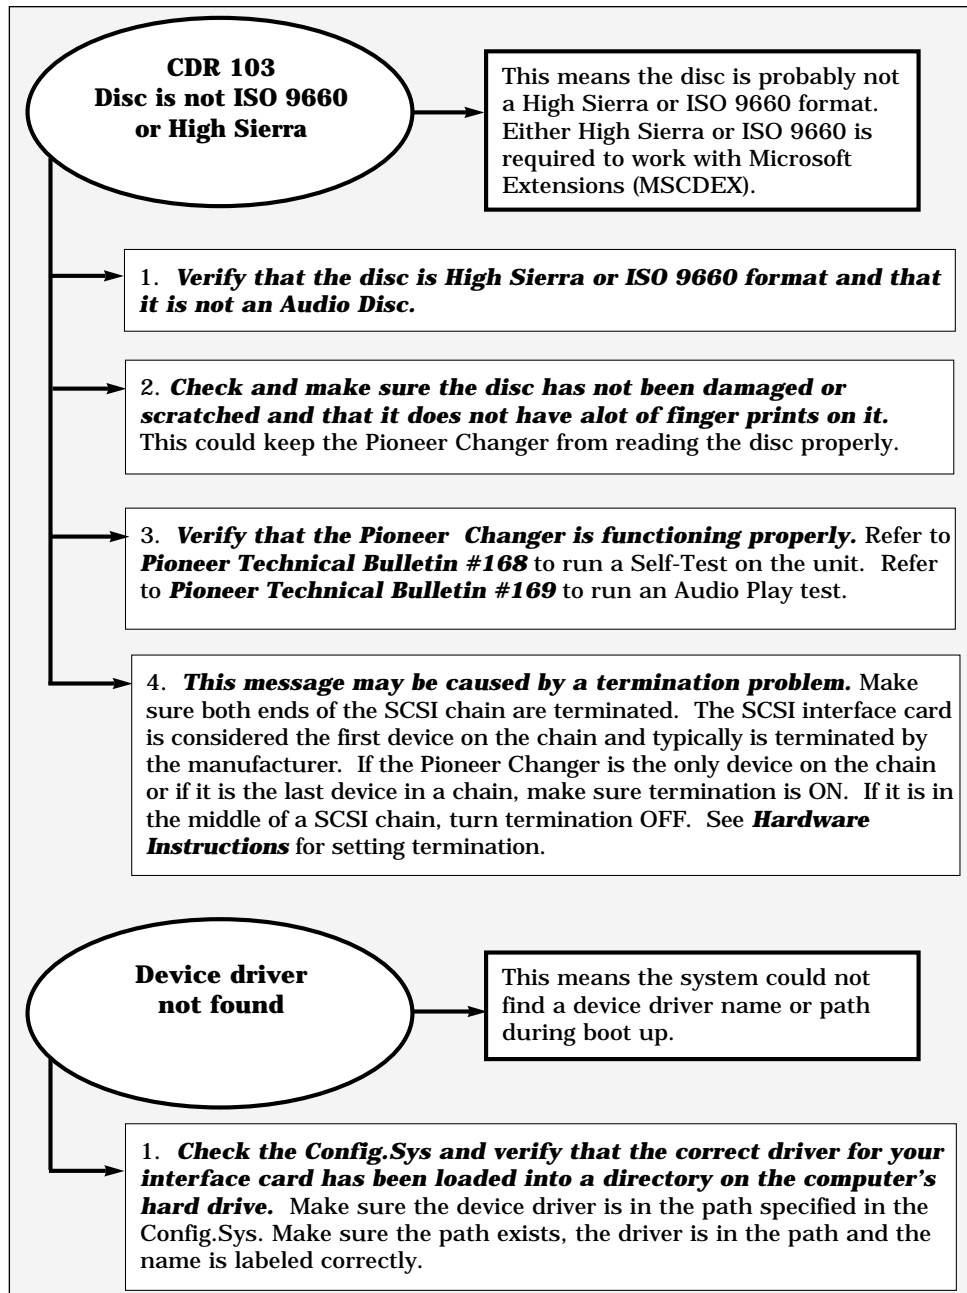 CDR 103
Disc is not ISO 9660
or High Sierra
This means the disc is probably not
a High Sierra or ISO 9660 format.
Either High Sierra or ISO 9660 is
required to work with Microsoft
Extensions (MSCDEX).
1. Verify that the disc is High Sierra or ISO 9660 format and that
it is not an Audio Disc.
2. Check and make sure the disc has not been damaged or
scratched and that it does not have alot of finger prints on it.
This could keep the Pioneer Changer from reading the disc properly.
3. Verify that the Pioneer Changer is functioning properly. Refer to
Pioneer Technical Bulletin #168 to run a Self-Test on the unit. Refer
to Pioneer Technical Bulletin #169 to run an Audio Play test.
4. This message may be caused by a termination problem. Make
sure both ends of the SCSI chain are terminated. The SCSI interface card
is considered the first device on the chain and typically is terminated by
the manufacturer. If the Pioneer Changer is the only device on the chain
or if it is the last device in a chain, make sure termination is ON. If it is in
the middle of a SCSI chain, turn termination OFF. See Hardware
Instructions for setting termination.
Device driver
not found
This means the system could not
find a device driver name or path
during boot up.
1. Check the Config.Sys and verify that the correct driver for your
interface card has been loaded into a directory on the computer's
hard drive. Make sure the device driver is in the path specified in the
Config.Sys. Make sure the path exists, the driver is in the path and the
name is labeled correctly.